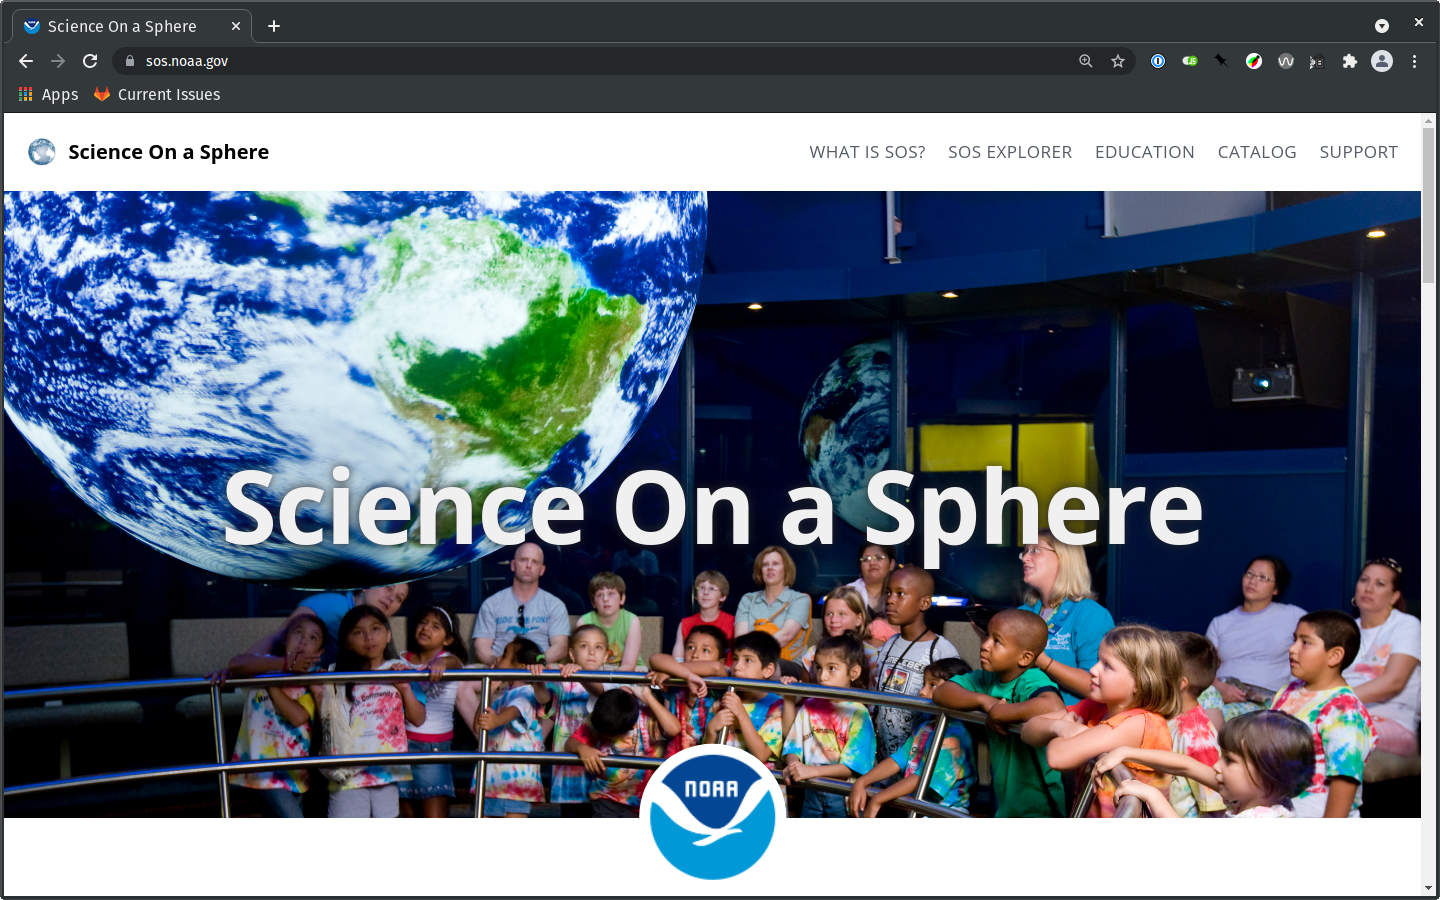 Science On a Sphere
sos.noaa.gov
Apps
Current Issues
Science On a Sphere
WHAT IS SOS?
SOS EXPLORER
EDUCATION
CATALOG
SUPPORT
Science On a Sphere
NOAA